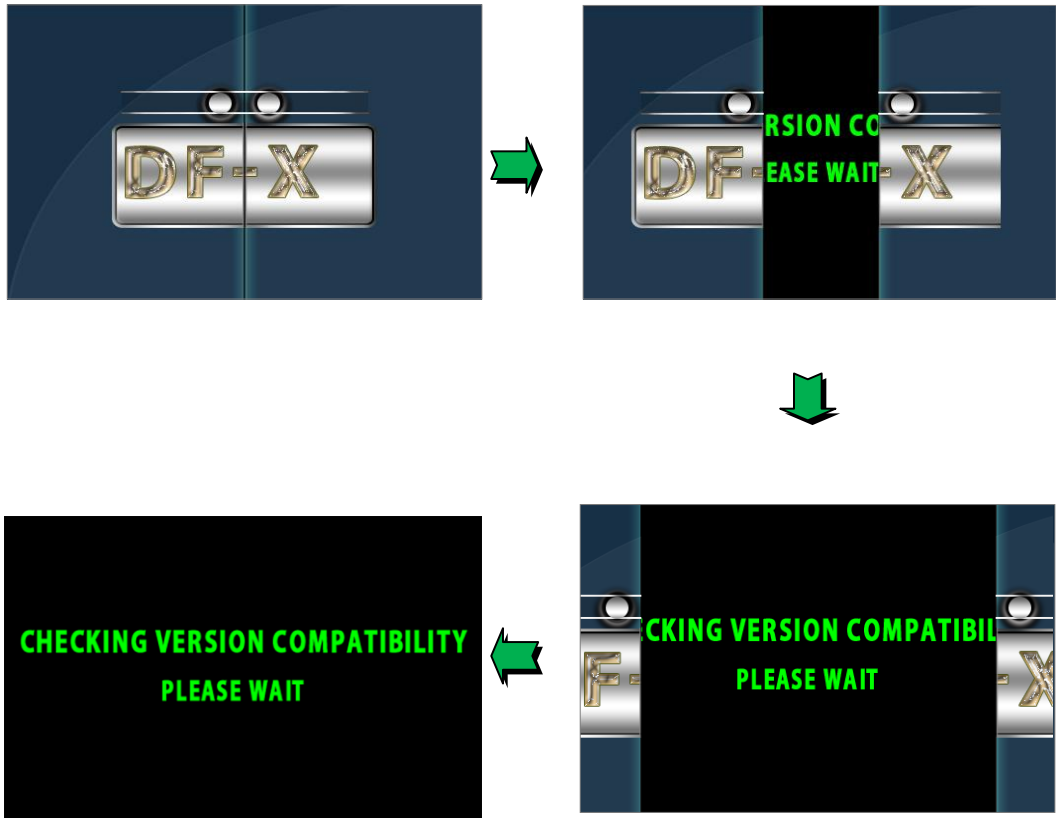 DF-X
RSION CO
EASE WAIT
DF-
-X
CKING VERSION COMPATIBIL
PLEASE WAIT
F-
-X
CHECKING VERSION COMPATIBILITY
PLEASE WAIT